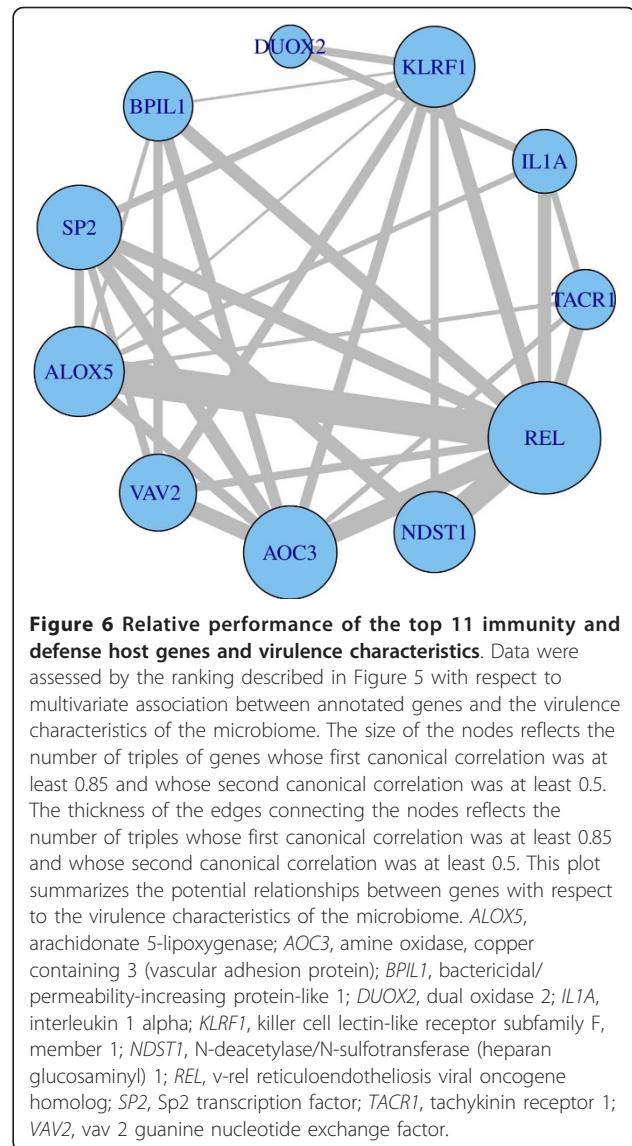 DUOX2
KLRF1
BPIL1
IL1A
SP2
TACR1
ALOX5
REL
VAV2
NDST1
AOC3
Figure 6 Relative performance of the top 11 immunity and
defense host genes and virulence characteristics. Data were
assessed by the ranking described in Figure 5 with respect to
multivariate association between annotated genes and the virulence
characteristics of the microbiome. The size of the nodes reflects the
number of triples of genes whose first canonical correlation was at
least 0.85 and whose second canonical correlation was at least 0.5.
The thickness of the edges connecting the nodes reflects the
number of triples whose first canonical correlation was at least 0.85
and whose second canonical correlation was at least 0.5. This plot
summarizes the potential relationships between genes with respect
to the virulence characteristics of the microbiome. ALOX5,
arachidonate 5-lipoxygenase; AOC3, amine oxidase, copper
containing 3 (vascular adhesion protein); BPIL1, bactericidal/
permeability-increasing protein-like 1; DUOX2, dual oxidase 2; IL1A,
interleukin 1 alpha; KLRF1, killer cell lectin-like receptor subfamily F,
member 1; NDST1, N-deacetylase/N-sulfotransferase (heparan
glucosaminyl) 1; REL, v-rel reticuloendotheliosis viral oncogene
homolog; SP2, Sp2 transcription factor; TACR1, tachykinin receptor 1;
VAV2, vav 2 guanine nucleotide exchange factor.